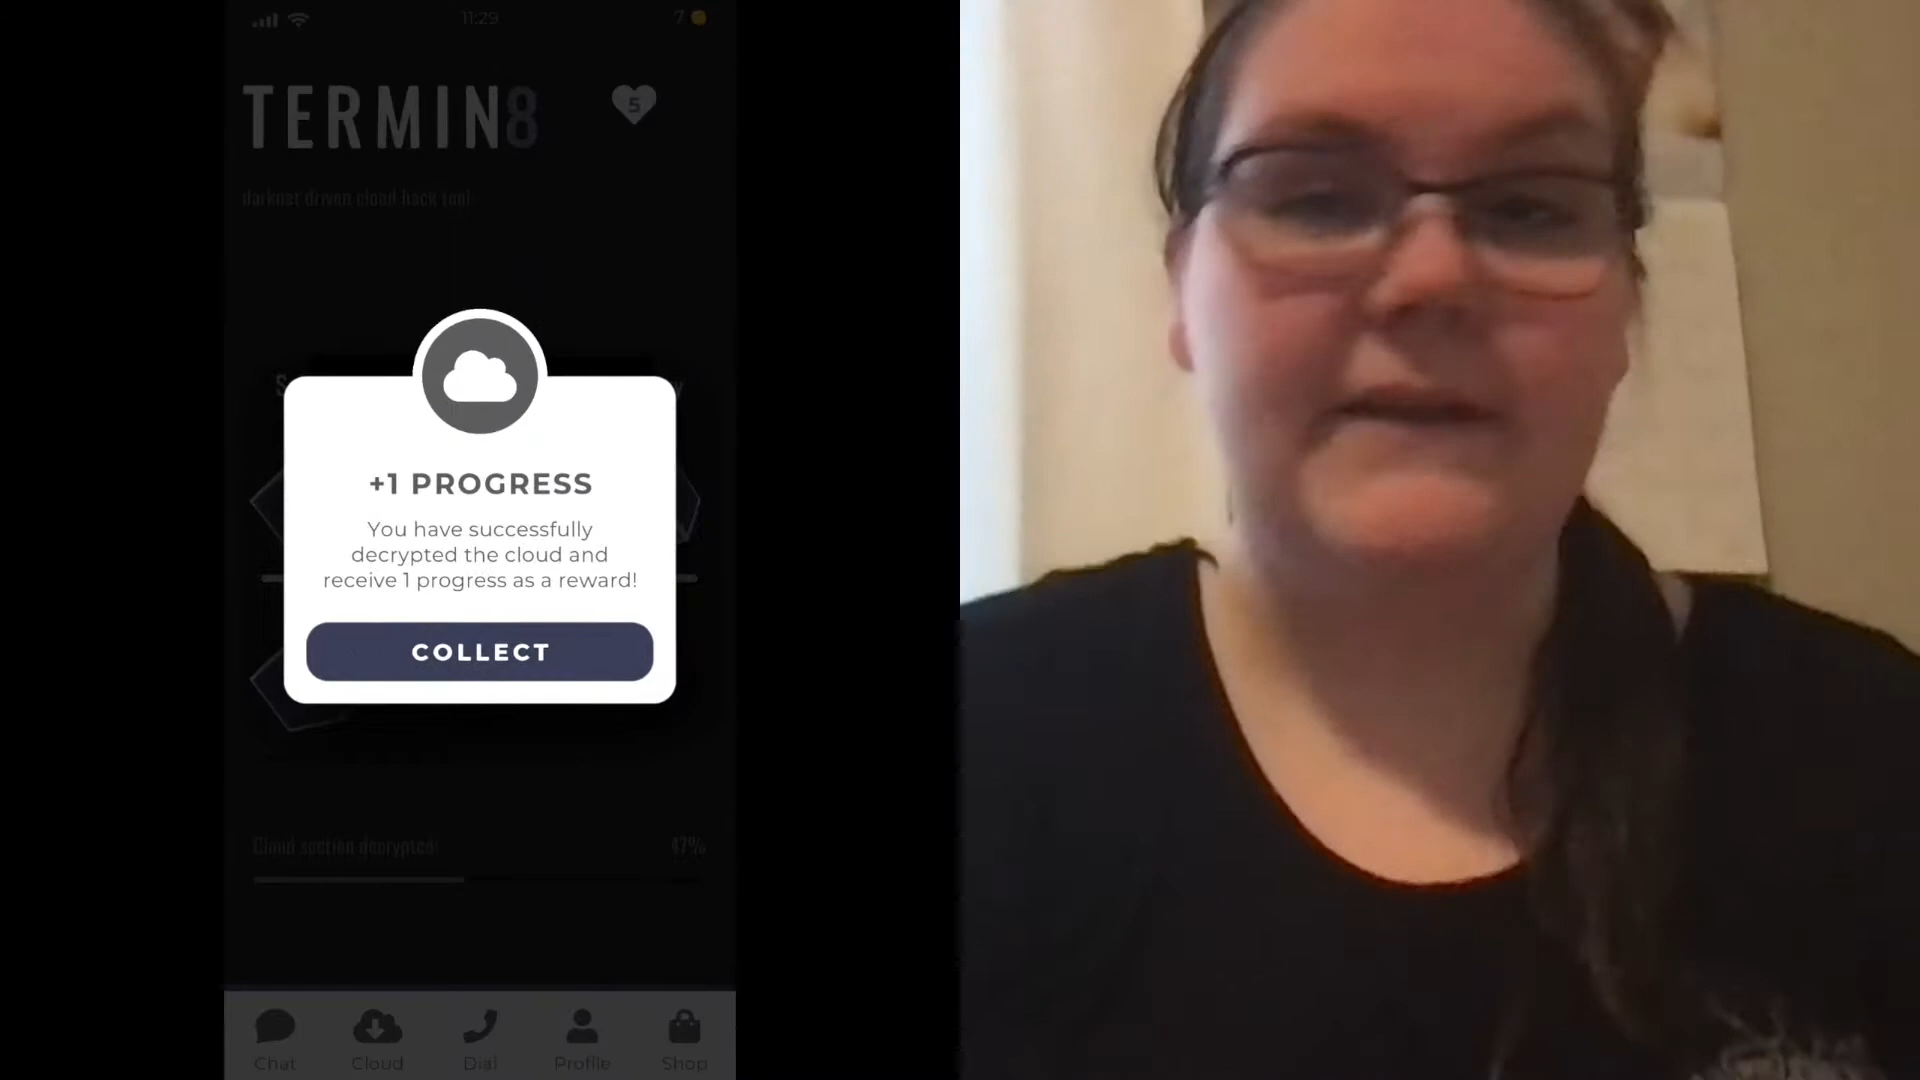 11:29
7
TERMIN8
5
darknet driven cloud hack tool
+1 PROGRESS
You have successfully
decrypted the cloud and
receive 1 progress as a reward!
COLLECT
Cloud section decrypted:
47%
Chat
Cloud
Dial
Profile
Shop